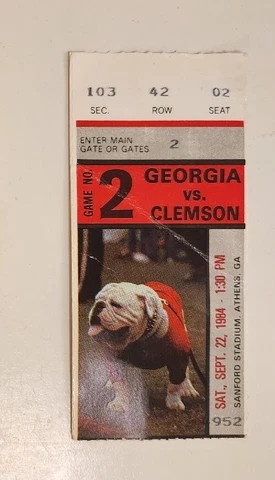 103 42 02
SEC. ROW SEAT
ENTER MAIN
GATE OR GATES 2
GAME NO. 2
GEORGIA
vs.
CLEMSON
SAT., SEPT. 22, 1984 - 1:30 PM
SANFORD STADIUM, ATHENS, GA
952